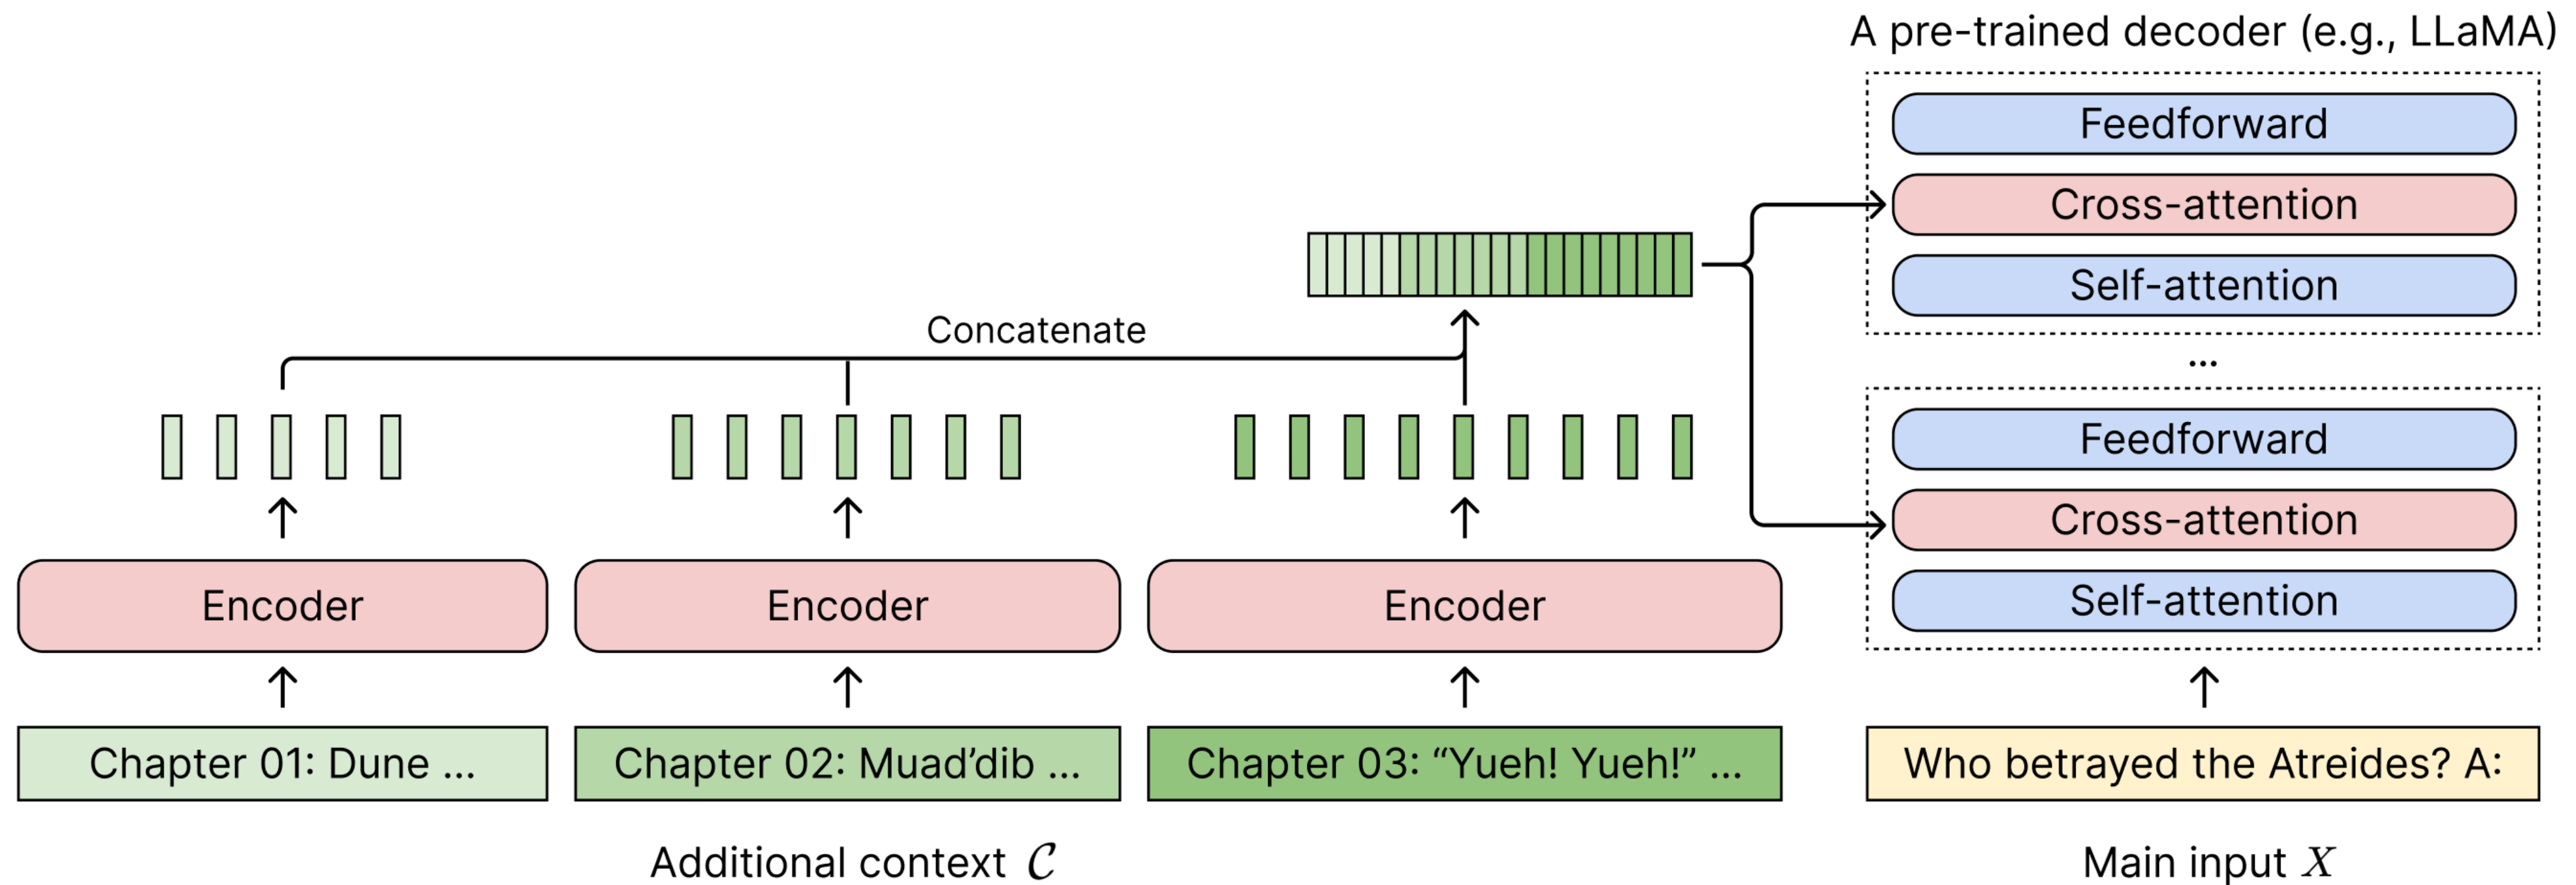 A pre-trained decoder (e.g., LLaMA)
Feedforward
Cross-attention
Self-attention
...
Feedforward
Cross-attention
Self-attention
Concatenate
Encoder
Encoder
Encoder
Chapter 01: Dune ...
Chapter 02: Muad’dib ...
Chapter 03: “Yueh! Yueh!” ...
Who betrayed the Atreides? A:
Additional context 𝒞
Main input X